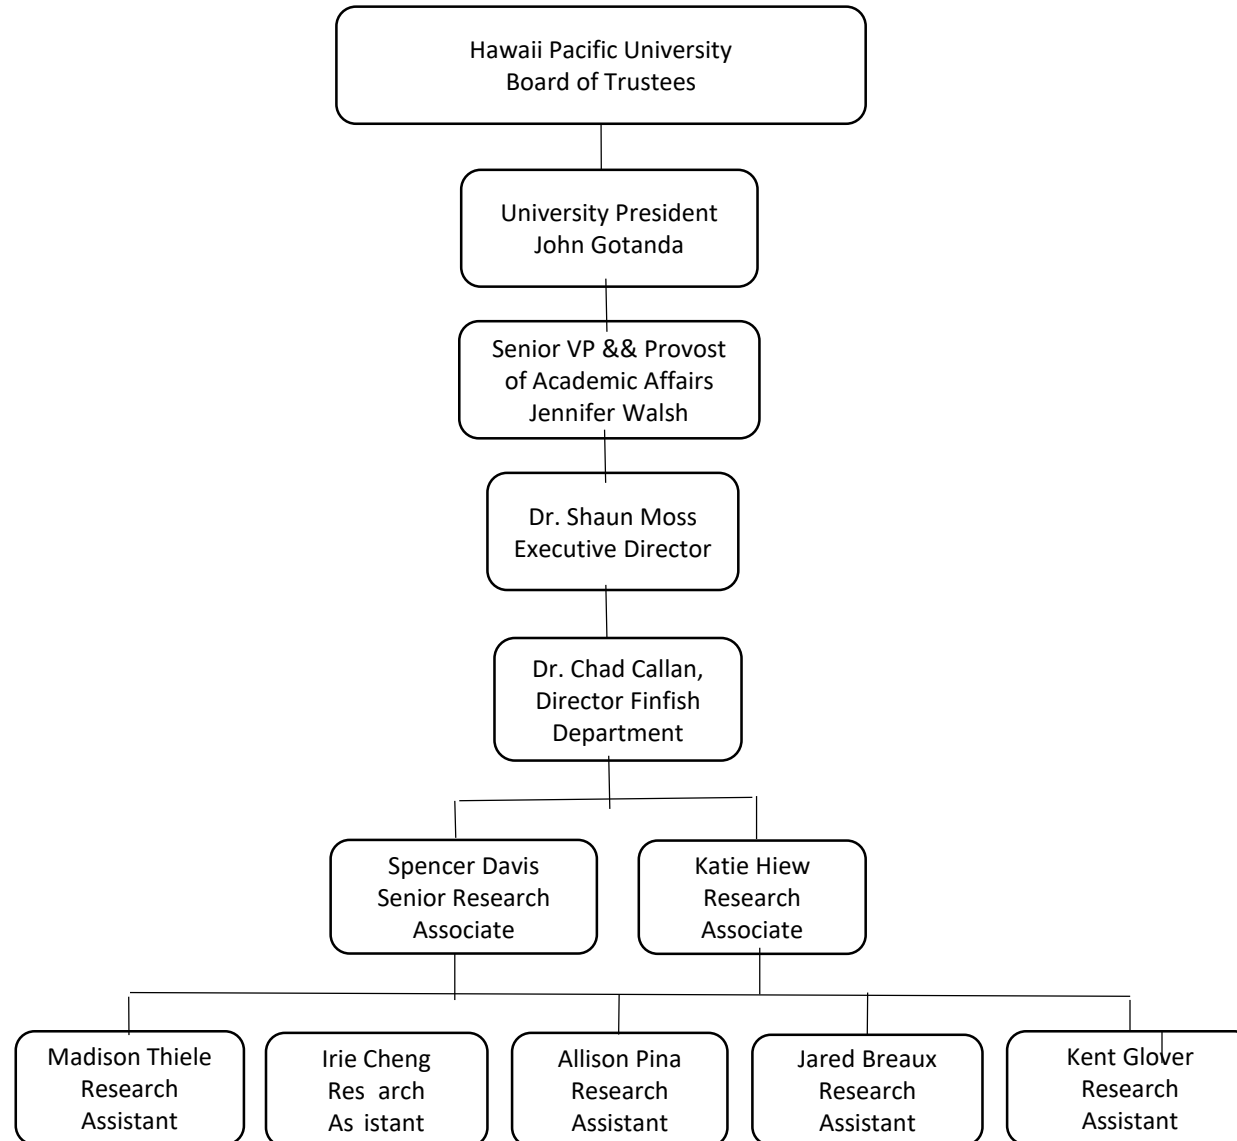 Hawaii Pacific University
Board of Trustees
University President
John Gotanda
Senior VP && Provost
of Academic Affairs
Jennifer Walsh
Dr. Shaun Moss
Executive Director
Dr. Chad Callan,
Director Finfish
Department
Spencer Davis
Senior Research
Associate
Katie Hiew
Research
Associate
Madison Thiele
Research
Assistant
Irie Cheng
Res arch
As istant
Allison Pina
Research
Assistant
Jared Breaux
Research
Assistant
Kent Glover
Research
Assistant